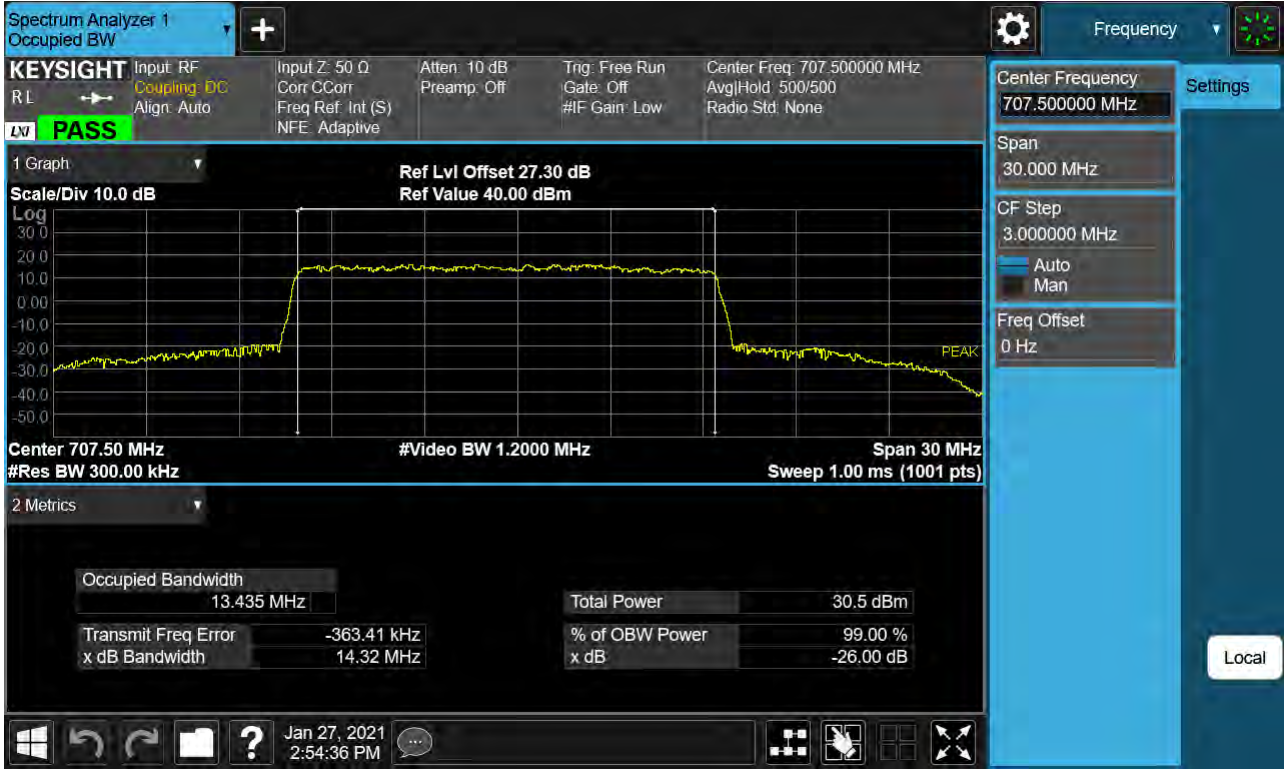 Spectrum Analyzer 1
Occupied BW
Frequency
KEYSIGHT
R L
LXI
PASS
Input: RF
Coupling: DC
Align: Auto
Input Z: 50 Ω
Corr CCorr
Freq Ref: Int (S)
NFE: Adaptive
Atten: 10 dB
Preamp: Off
Trig: Free Run
Gate: Off
#IF Gain: Low
Center Freq: 707.500000 MHz
Avg|Hold: 500/500
Radio Std: None
Center Frequency
707.500000 MHz
Settings
Span
30.000 MHz
CF Step
3.000000 MHz
Auto
Man
Freq Offset
0 Hz
Local
1 Graph
Scale/Div 10.0 dB
Ref Lvl Offset 27.30 dB
Ref Value 40.00 dBm
Log
30.0
20.0
10.0
0.00
-10.0
-20.0
-30.0
-40.0
-50.0
PEAK
Center 707.50 MHz
#Video BW 1.2000 MHz
Span 30 MHz
#Res BW 300.00 kHz
Sweep 1.00 ms (1001 pts)
2 Metrics
Occupied Bandwidth
13.435 MHz
Total Power 30.5 dBm
Transmit Freq Error -363.41 kHz
% of OBW Power 99.00 %
x dB Bandwidth 14.32 MHz
x dB -26.00 dB
?
Jan 27, 2021
2:54:36 PM